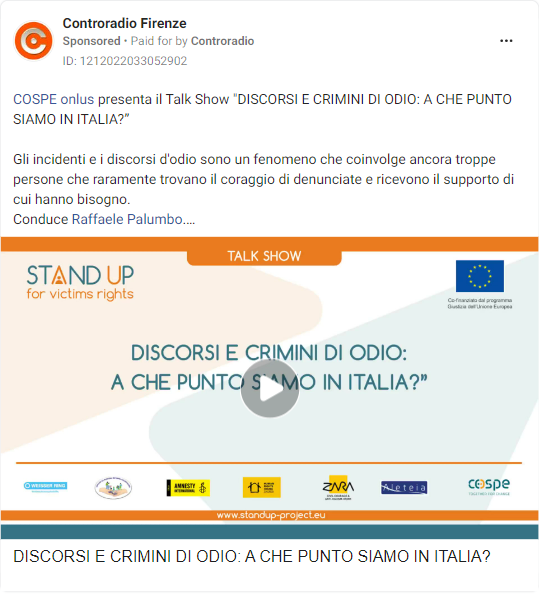 Controradio Firenze
Sponsored • Paid for by Controradio
ID: 1212022033052902
COSPE onlus presenta il Talk Show "DISCORSI E CRIMINI DI ODIO: A CHE PUNTO
SIAMO IN ITALIA?”
Gli incidenti e i discorsi d'odio sono un fenomeno che coinvolge ancora troppe
persone che raramente trovano il coraggio di denunciate e ricevono il supporto di
cui hanno bisogno.
Conduce Raffaele Palumbo....
TALK SHOW
STAND UP
for victims rights
Co-finanziato dal programma
Giustizia dell'Unione Europea
DISCORSI E CRIMINI DI ODIO:
A CHE PUNTO SIAMO IN ITALIA?”
WEISSER RING
AMNESTY
INTERNATIONAL
ZARA
Aleteia
cospe
TOGETHER FOR CHANGE
www.standup-project.eu
DISCORSI E CRIMINI DI ODIO: A CHE PUNTO SIAMO IN ITALIA?